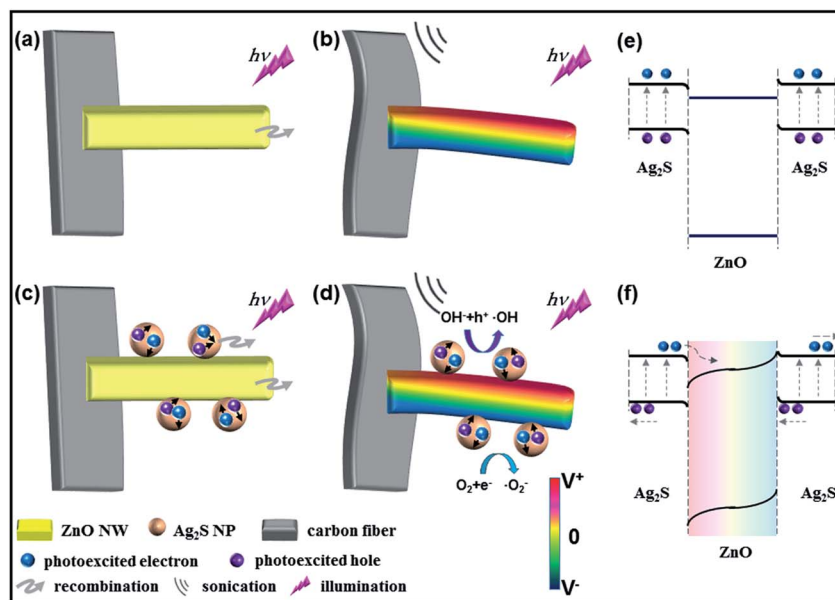 (a)
hν
(b)
hν
(e)
Ag₂S
Ag₂S
ZnO
(c)
hν
(d)
hν
OH⁻+h⁺ ·OH
O₂+e⁻ ·O₂⁻
V⁺
0
V⁻
(f)
Ag₂S
Ag₂S
ZnO
ZnO NW
Ag₂S NP
carbon fiber
photoexcited electron
photoexcited hole
recombination
sonication
illumination